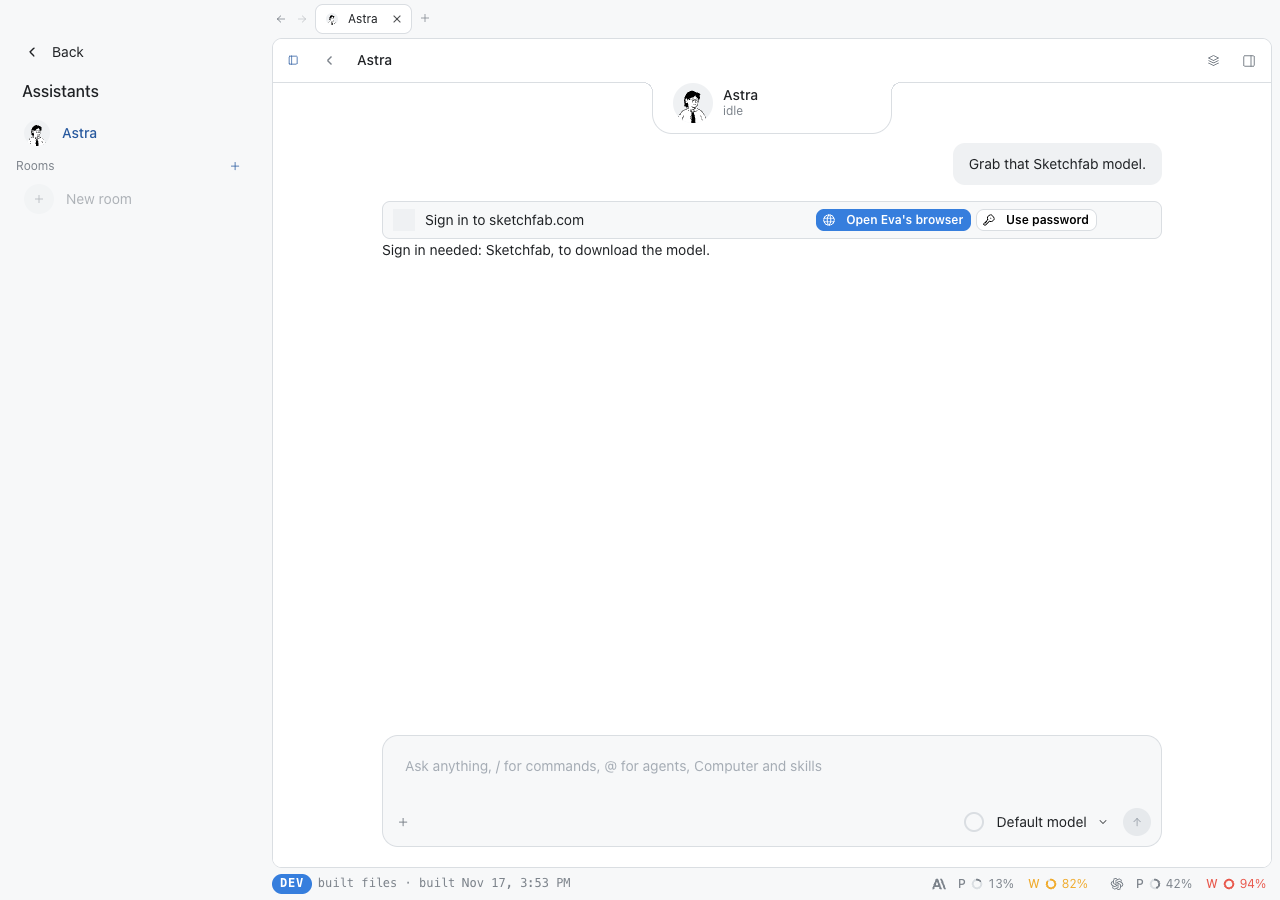 Astra
Back
Assistants
Astra
Rooms
New room
Astra
Astra
idle
Grab that Sketchfab model.
Sign in to sketchfab.com
Open Eva's browser
Use password
Sign in needed: Sketchfab, to download the model.
Ask anything, / for commands, @ for agents, Computer and skills
Default model
DEV built files · built Nov 17, 3:53 PM
P 13% W 82% P 42% W 94%